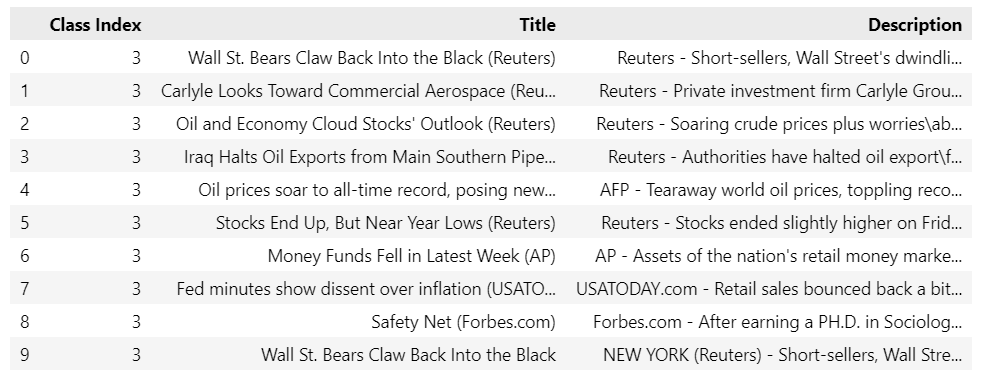 Class Index Title Description
0 3 Wall St. Bears Claw Back Into the Black (Reuters) Reuters - Short-sellers, Wall Street's dwindli...
1 3 Carlyle Looks Toward Commercial Aerospace (Reu... Reuters - Private investment firm Carlyle Grou...
2 3 Oil and Economy Cloud Stocks' Outlook (Reuters) Reuters - Soaring crude prices plus worries\ab...
3 3 Iraq Halts Oil Exports from Main Southern Pipe... Reuters - Authorities have halted oil export\f...
4 3 Oil prices soar to all-time record, posing new... AFP - Tearaway world oil prices, toppling reco...
5 3 Stocks End Up, But Near Year Lows (Reuters) Reuters - Stocks ended slightly higher on Frid...
6 3 Money Funds Fell in Latest Week (AP) AP - Assets of the nation's retail money marke...
7 3 Fed minutes show dissent over inflation (USATO... USATODAY.com - Retail sales bounced back a bit...
8 3 Safety Net (Forbes.com) Forbes.com - After earning a PH.D. in Sociolog...
9 3 Wall St. Bears Claw Back Into the Black NEW YORK (Reuters) - Short-sellers, Wall Stre...